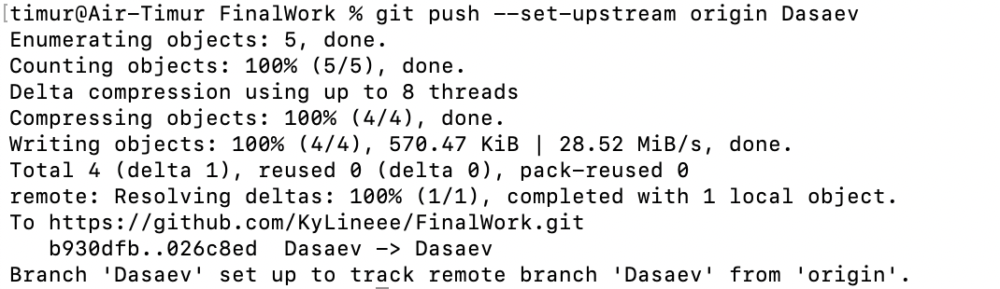 [timur@Air-Timur FinalWork % git push --set-upstream origin Dasaev
Enumerating objects: 5, done.
Counting objects: 100% (5/5), done.
Delta compression using up to 8 threads
Compressing objects: 100% (4/4), done.
Writing objects: 100% (4/4), 570.47 KiB | 28.52 MiB/s, done.
Total 4 (delta 1), reused 0 (delta 0), pack-reused 0
remote: Resolving deltas: 100% (1/1), completed with 1 local object.
To https://github.com/KyLineee/FinalWork.git
   b930dfb..026c8ed  Dasaev -> Dasaev
Branch 'Dasaev' set up to track remote branch 'Dasaev' from 'origin'.